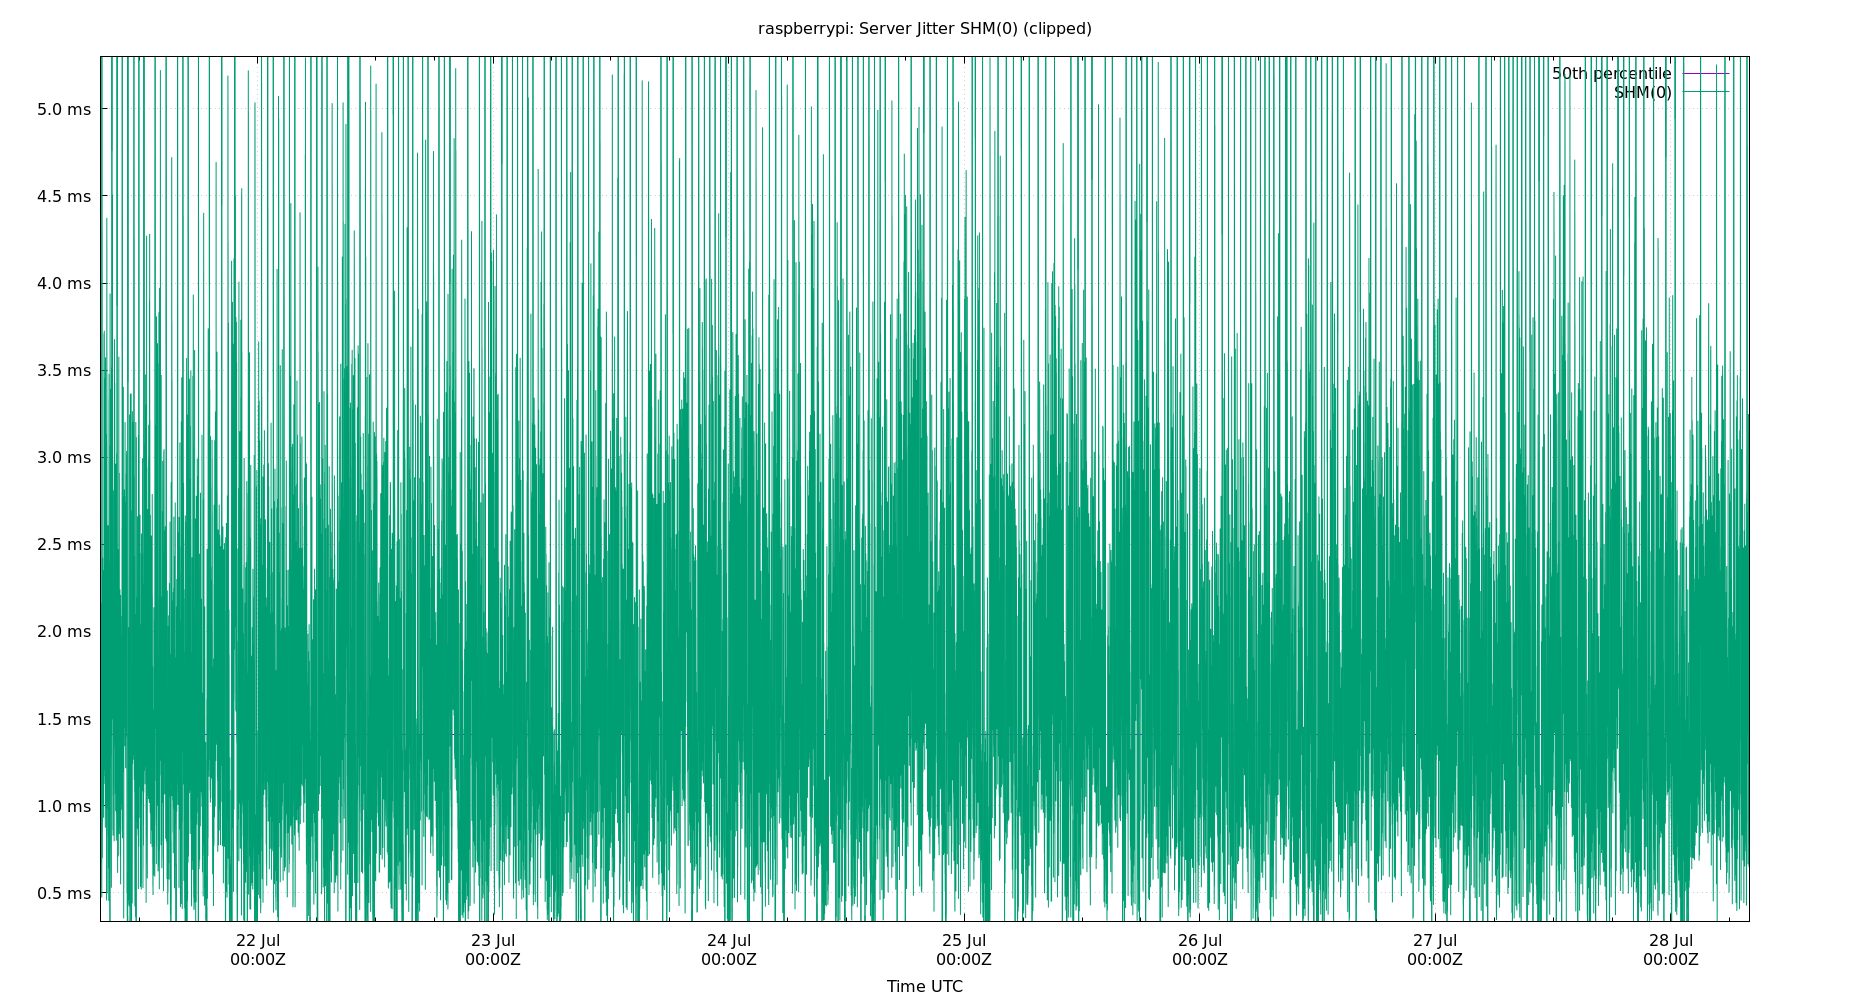 raspberrypi: Server Jitter SHM(0) (clipped)
50th percentile
SHM(0)
5.0 ms
4.5 ms
4.0 ms
3.5 ms
3.0 ms
2.5 ms
2.0 ms
1.5 ms
1.0 ms
0.5 ms
22 Jul 23 Jul 24 Jul 25 Jul 26 Jul 27 Jul 28 Jul
00:00Z 00:00Z 00:00Z 00:00Z 00:00Z 00:00Z 00:00Z
Time UTC